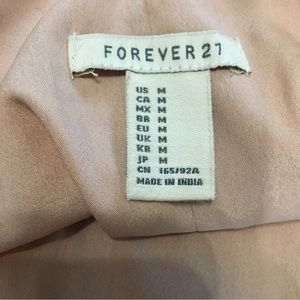 FOREVER 21
US M
CA M
MX M
BR M
EU M
UK M
KR M
JP M
CN 165/92A
MADE IN INDIA